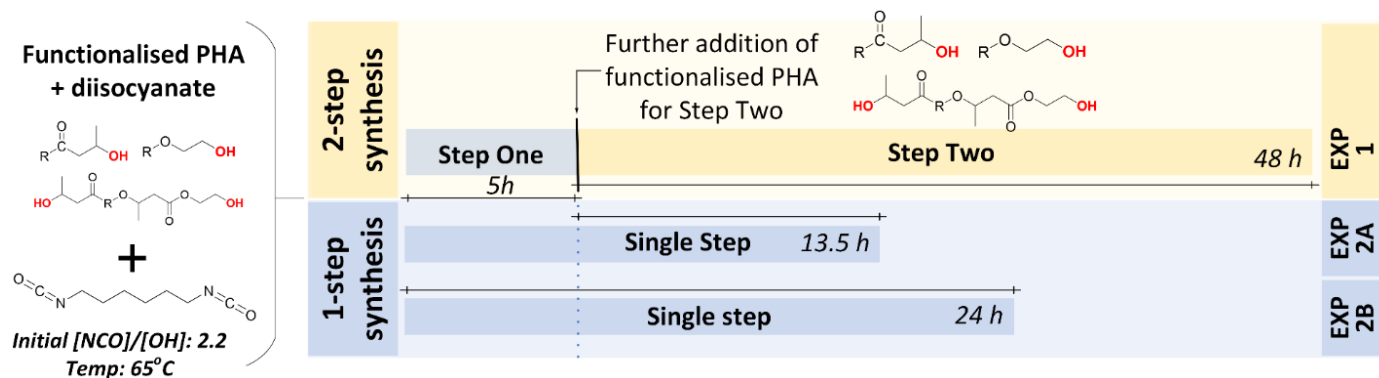 Functionalised PHA
+ diisocyanate
O
C
R
OH
O
R
OH
O
O
O
HO
R
O
O
OH
+
O
C
N
N
C
O
Initial [NCO]/[OH]: 2.2
Temp: 65°C
2-step
synthesis
Step One
5h
Further addition of
functionalised PHA
for Step Two
O
C
R
OH
O
R
OH
O
O
O
HO
R
O
O
OH
Step Two
48 h
EXP
1
1-step
synthesis
Single Step
13.5 h
EXP
2A
Single step
24 h
EXP
2B